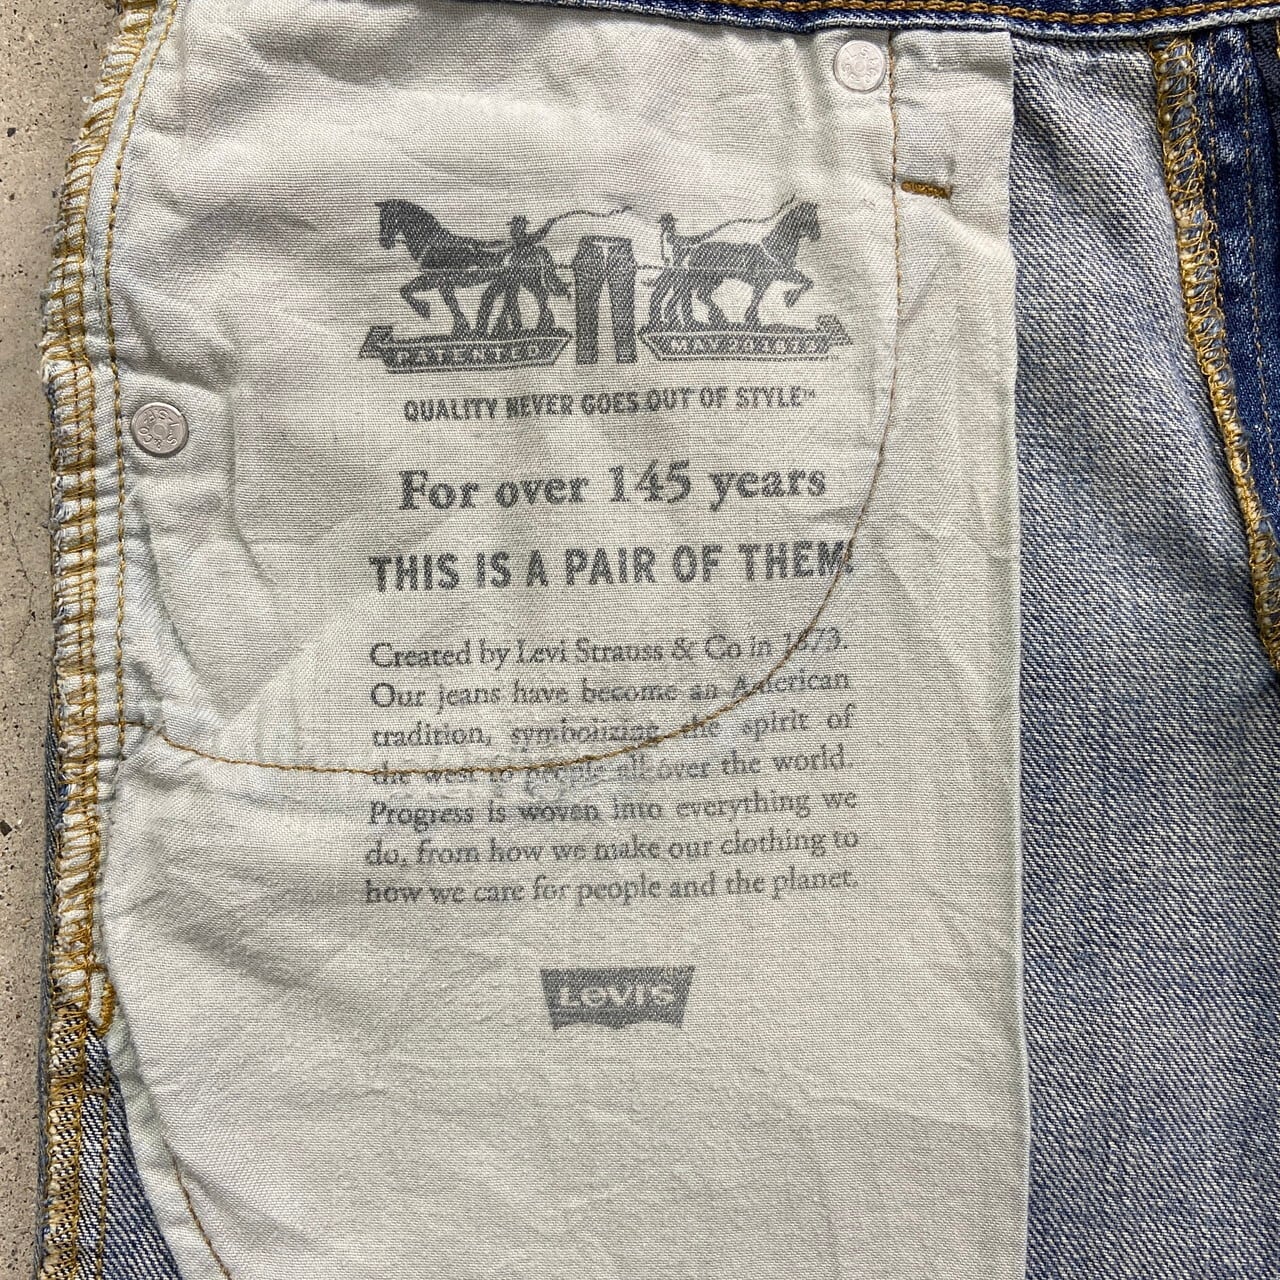 PATENTED
MAY 20 1873
QUALITY NEVER GOES OUT OF STYLE™
For over 145 years
THIS IS A PAIR OF THEM.
Created by Levi Strauss & Co in 1873.
Our jeans have become an American
tradition, symbolizing the spirit of
the west to people all over the world.
Progress is woven into everything we
do, from how we make our clothing to
how we care for people and the planet.
Levi's